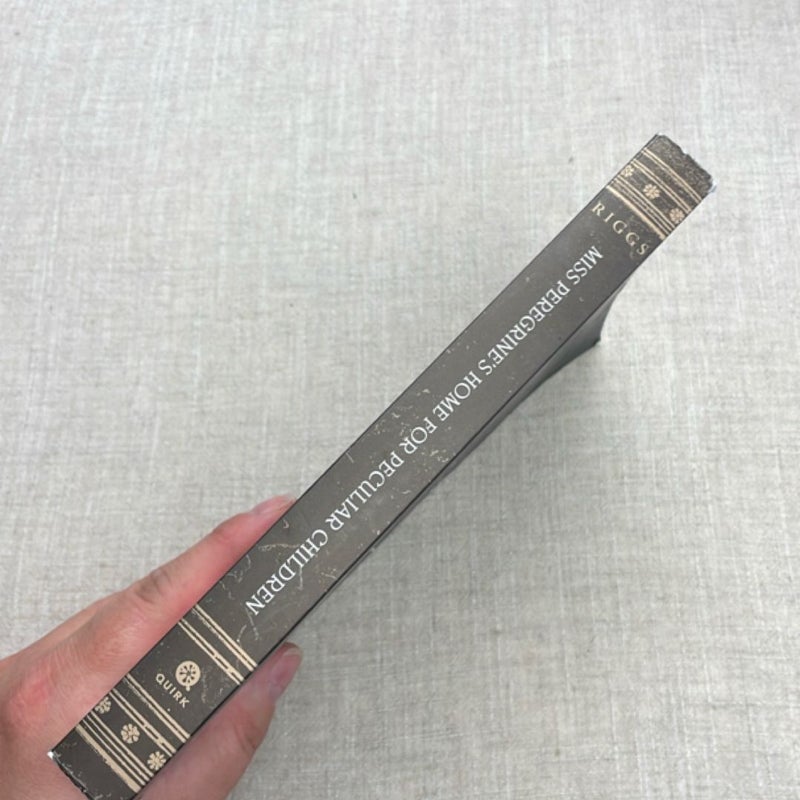 RIGGS
MISS PEREGRINE'S HOME FOR PECULIAR CHILDREN
QUIRK